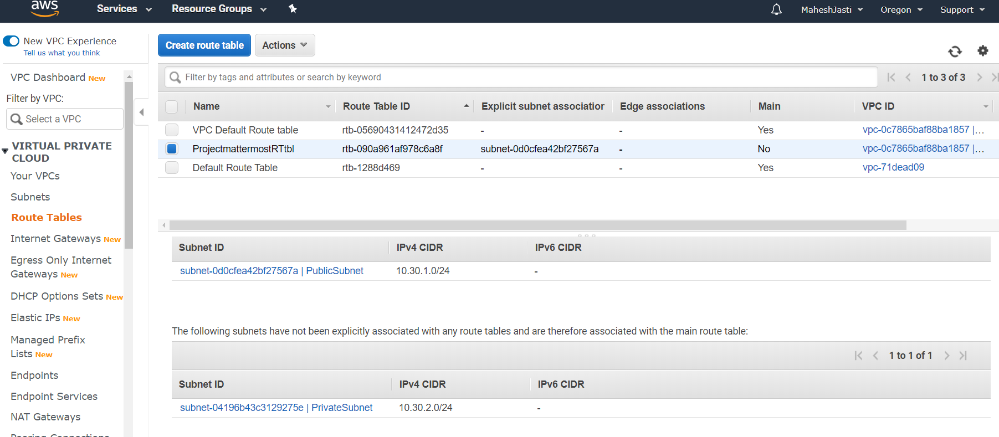 aws Services Resource Groups MaheshJasti Oregon Support
New VPC Experience
Tell us what you think
VPC Dashboard New
Filter by VPC:
Select a VPC
VIRTUAL PRIVATE
CLOUD
Your VPCs
Subnets
Route Tables
Internet Gateways New
Egress Only Internet
Gateways New
DHCP Options Sets New
Elastic IPs New
Managed Prefix
Lists New
Endpoints
Endpoint Services
NAT Gateways
Peering Connections
Create route table Actions
Filter by tags and attributes or search by keyword 1 to 3 of 3
Name Route Table ID Explicit subnet association Edge associations Main VPC ID
VPC Default Route table rtb-05690431412472d35 - - Yes vpc-0c7865baf88ba1857 |...
ProjectmattermostRTtbl rtb-090a961af978c6a8f subnet-0d0cfea42bf27567a - No vpc-0c7865baf88ba1857 |...
Default Route Table rtb-1288d469 - - Yes vpc-71dead09
Subnet ID IPv4 CIDR IPv6 CIDR
subnet-0d0cfea42bf27567a | PublicSubnet 10.30.1.0/24 -
The following subnets have not been explicitly associated with any route tables and are therefore associated with the main route table:
1 to 1 of 1
Subnet ID IPv4 CIDR IPv6 CIDR
subnet-04196b43c3129275e | PrivateSubnet 10.30.2.0/24 -